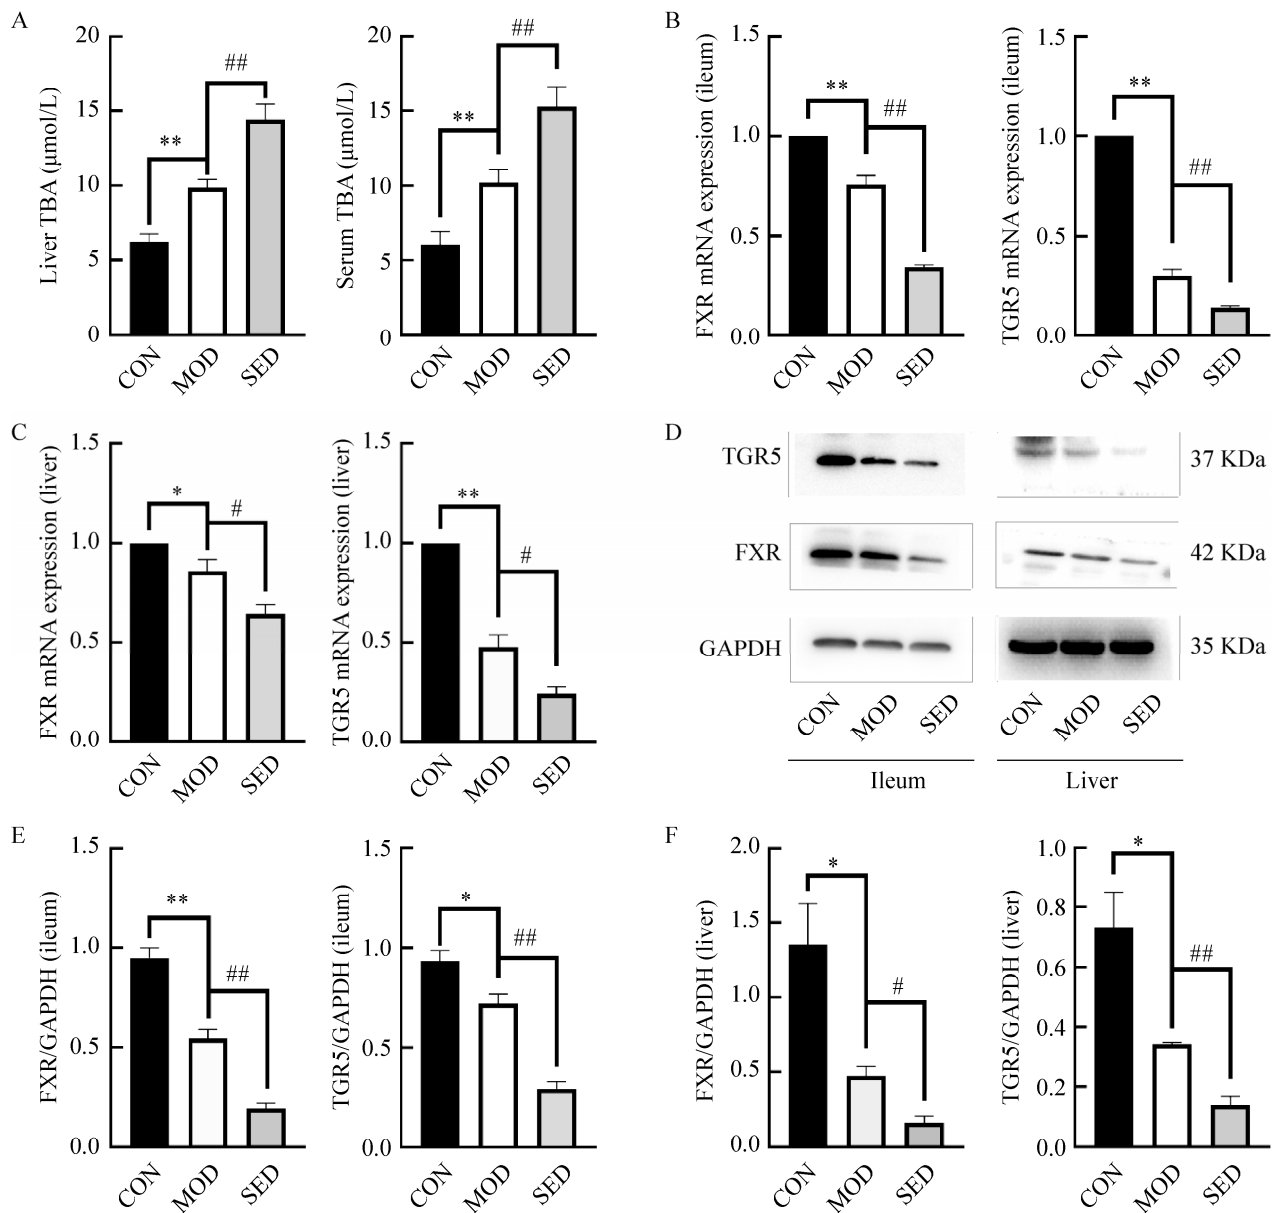 A
Liver TBA (μmol/L)
20
15
10
5
0
**
##
CON
MOD
SED
Serum TBA (μmol/L)
20
15
10
5
0
**
##
CON
MOD
SED
B
FXR mRNA expression (ileum)
1.5
1.0
0.5
0.0
**
##
CON
MOD
SED
TGR5 mRNA expression (ileum)
1.5
1.0
0.5
0.0
**
##
CON
MOD
SED
C
FXR mRNA expression (liver)
1.5
1.0
0.5
0.0
*
#
CON
MOD
SED
TGR5 mRNA expression (liver)
1.5
1.0
0.5
0.0
**
#
CON
MOD
SED
D
TGR5
37 KDa
FXR
42 KDa
GAPDH
35 KDa
CON
MOD
SED
CON
MOD
SED
Ileum
Liver
E
FXR/GAPDH (ileum)
1.5
1.0
0.5
0.0
**
##
CON
MOD
SED
TGR5/GAPDH (ileum)
1.5
1.0
0.5
0.0
*
##
CON
MOD
SED
F
FXR/GAPDH (liver)
2.0
1.5
1.0
0.5
0.0
*
#
CON
MOD
SED
TGR5/GAPDH (liver)
1.0
0.8
0.6
0.4
0.2
0.0
*
##
CON
MOD
SED